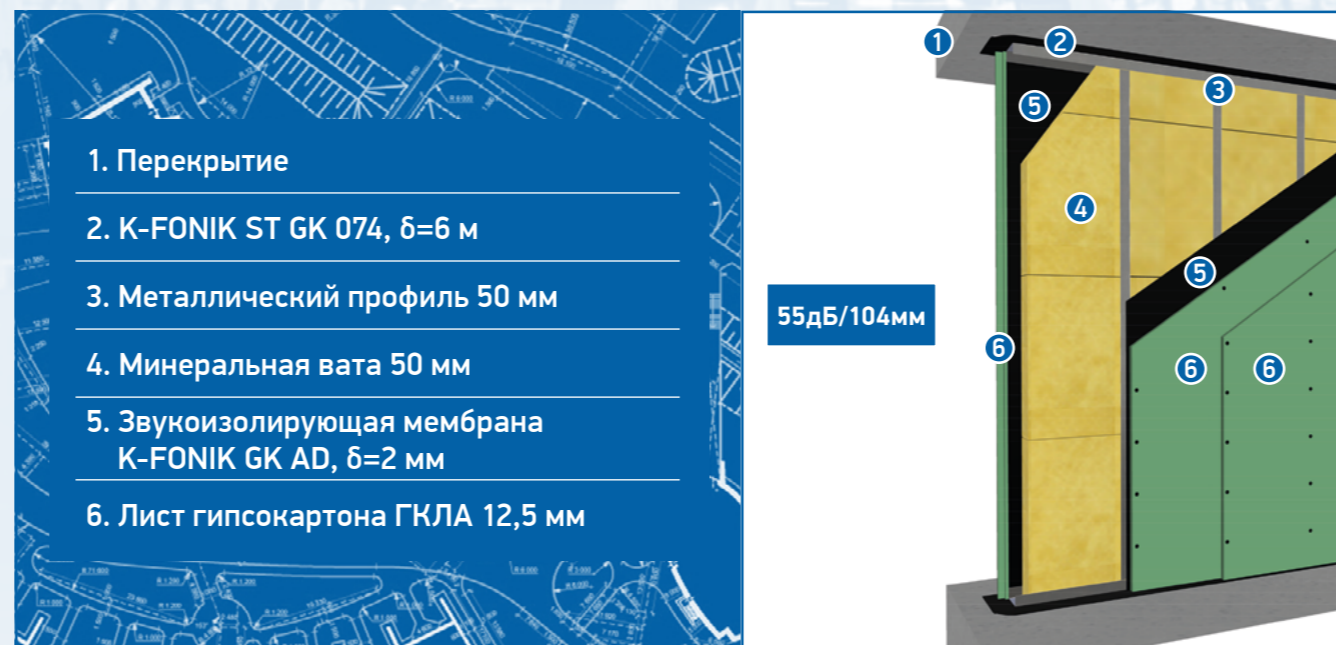 1. Перекрытие
2. K-FONIK ST GK 074, δ=6 м
3. Металлический профиль 50 мм
4. Минеральная вата 50 мм
5. Звукоизолирующая мембрана
K-FONIK GK AD, δ=2 мм
6. Лист гипсокартона ГКЛА 12,5 мм
55дБ/104мм
1
2
3
5
4
5
6
6
6